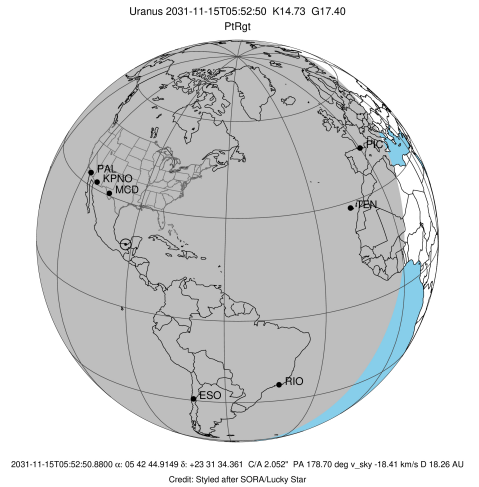 Uranus 2031-11-15T05:52:50 K14.73 G17.40
PtRgt
PIC
PAL
KPNO
MCD
TEN
RIO
ESO
2031-11-15T05:52:50.8800 α: 05 42 44.9149 δ: +23 31 34.361 C/A 2.052" PA 178.70 deg v_sky -18.41 km/s D 18.26 AU
Credit: Styled after SORA/Lucky Star